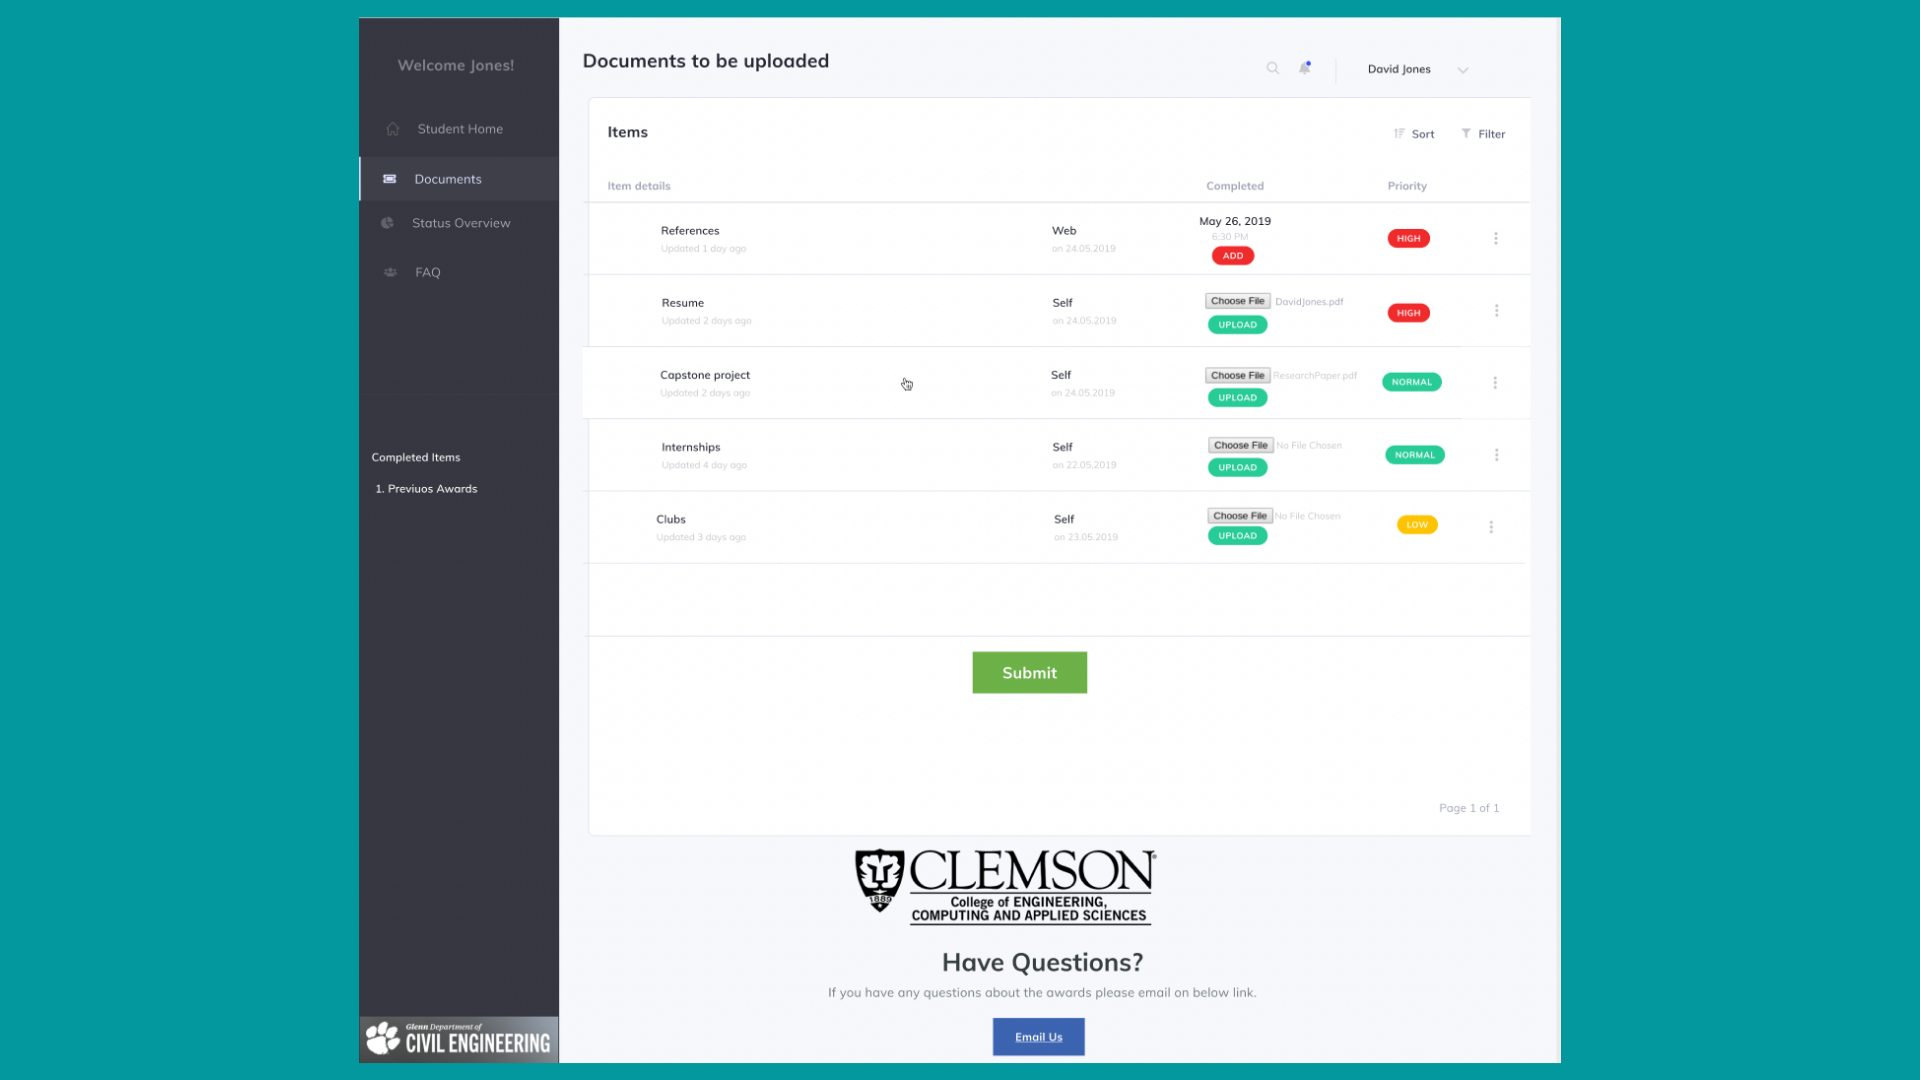 Welcome Jones!
Student Home
Documents
Status Overview
FAQ
Completed Items
1. Previuos Awards
Glenn Department of
CIVIL ENGINEERING
Documents to be uploaded
David Jones
Items
Sort
Filter
Item details
Completed
Priority
References
Updated 1 day ago
Web
on 24.05.2019
May 26, 2019
6:30 PM
ADD
HIGH
Resume
Updated 2 days ago
Self
on 24.05.2019
Choose File DavidJones.pdf
UPLOAD
HIGH
Capstone project
Updated 2 days ago
Self
on 24.05.2019
Choose File ResearchPaper.pdf
UPLOAD
NORMAL
Internships
Updated 4 day ago
Self
on 22.05.2019
Choose File No File Chosen
UPLOAD
NORMAL
Clubs
Updated 3 days ago
Self
on 23.05.2019
Choose File No File Chosen
UPLOAD
LOW
Submit
Page 1 of 1
1889
CLEMSON®
College of ENGINEERING,
COMPUTING AND APPLIED SCIENCES
Have Questions?
If you have any questions about the awards please email on below link.
Email Us